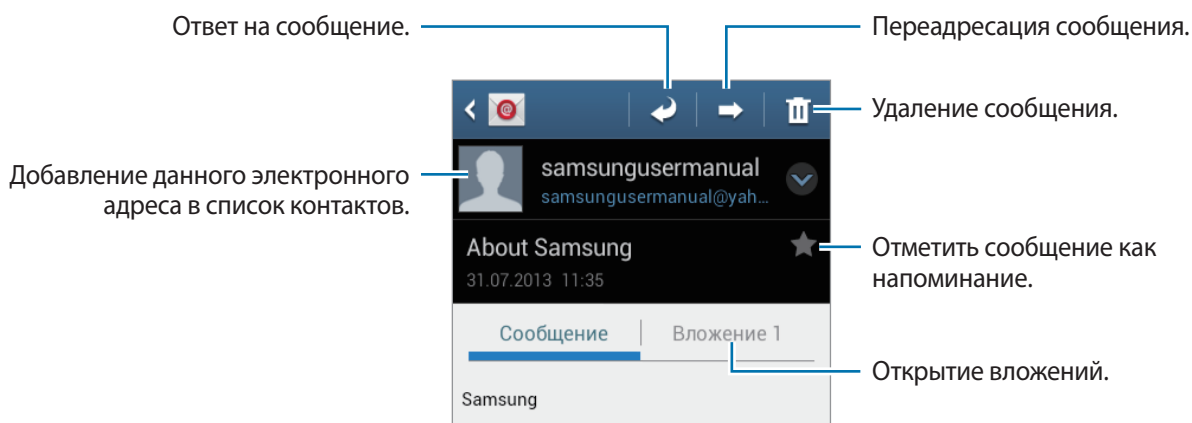 Ответ на сообщение.
Переадресация сообщения.
Удаление сообщения.
Добавление данного электронного
адреса в список контактов.
samsungusermanual
samsungusermanual@yah...
About Samsung
31.07.2013 11:35
Отметить сообщение как
напоминание.
Сообщение
Вложение 1
Открытие вложений.
Samsung